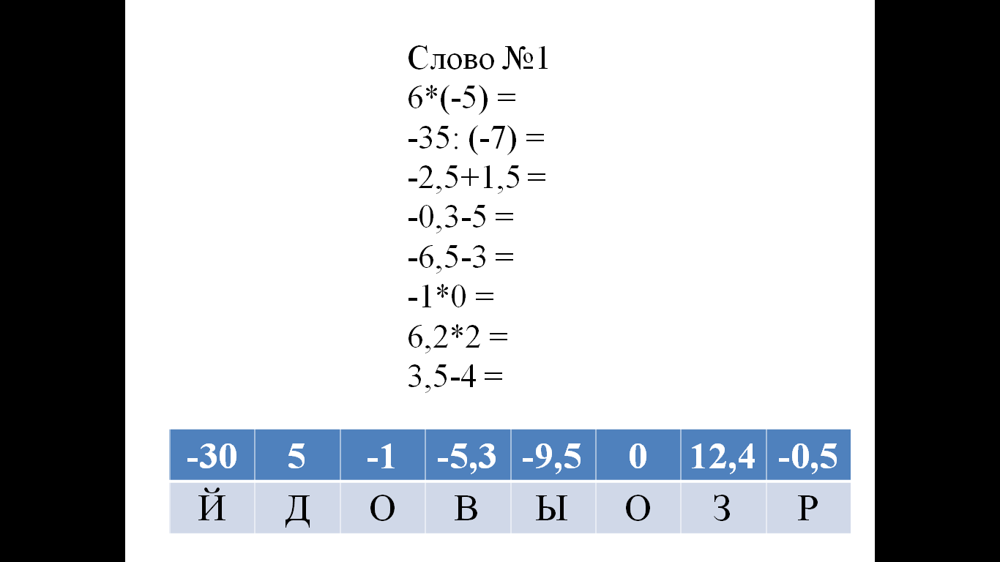 Слово №1
6*(-5) =
-35: (-7) =
-2,5+1,5 =
-0,3-5 =
-6,5-3 =
-1*0 =
6,2*2 =
3,5-4 =
-30 5 -1 -5,3 -9,5 0 12,4 -0,5
Й Д О В Ы О З Р